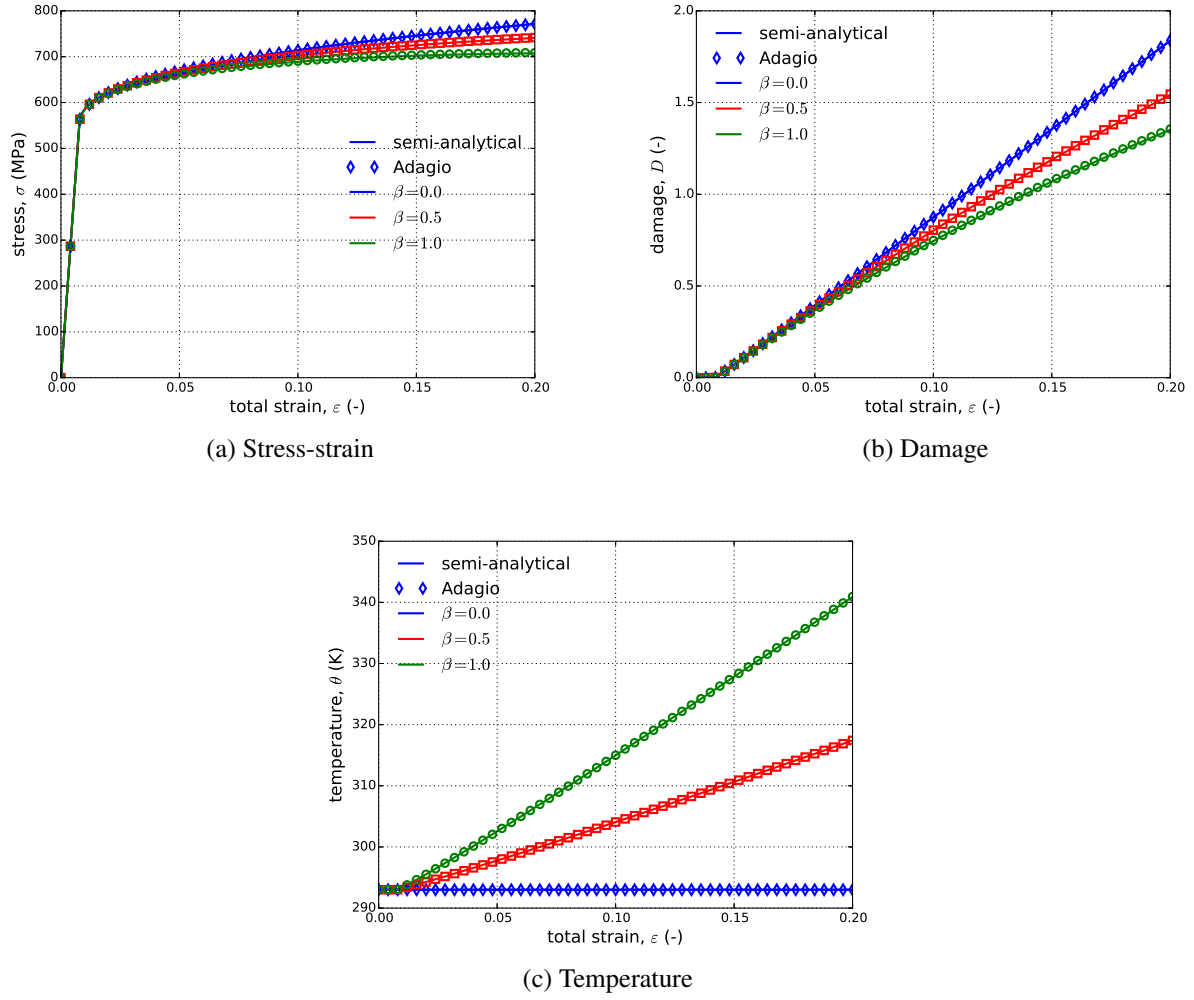 800
700
600
500
400
300
200
100
0
0.00 0.05 0.10 0.15 0.20
stress, σ (MPa)
total strain, ε (-)
semi-analytical
Adagio
β=0.0
β=0.5
β=1.0
(a) Stress-strain
2.0
1.5
1.0
0.5
0.0
0.00 0.05 0.10 0.15 0.20
damage, D (-)
total strain, ε (-)
semi-analytical
Adagio
β=0.0
β=0.5
β=1.0
(b) Damage
350
340
330
320
310
300
290
0.00 0.05 0.10 0.15 0.20
temperature, θ (K)
total strain, ε (-)
semi-analytical
Adagio
β=0.0
β=0.5
β=1.0
(c) Temperature